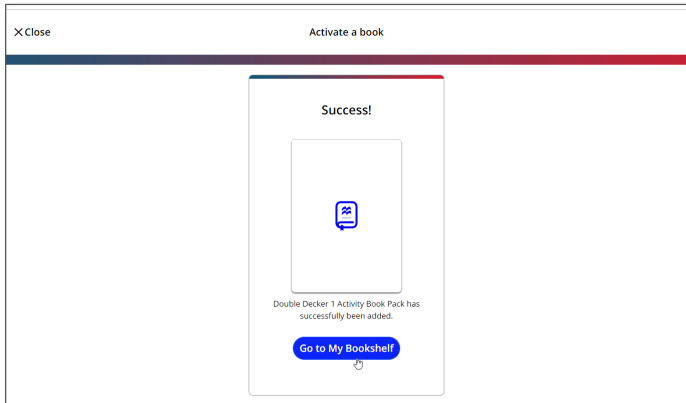 Close
Activate a book
Success!
Double Decker 1 Activity Book Pack has
successfully been added.
Go to My Bookshelf